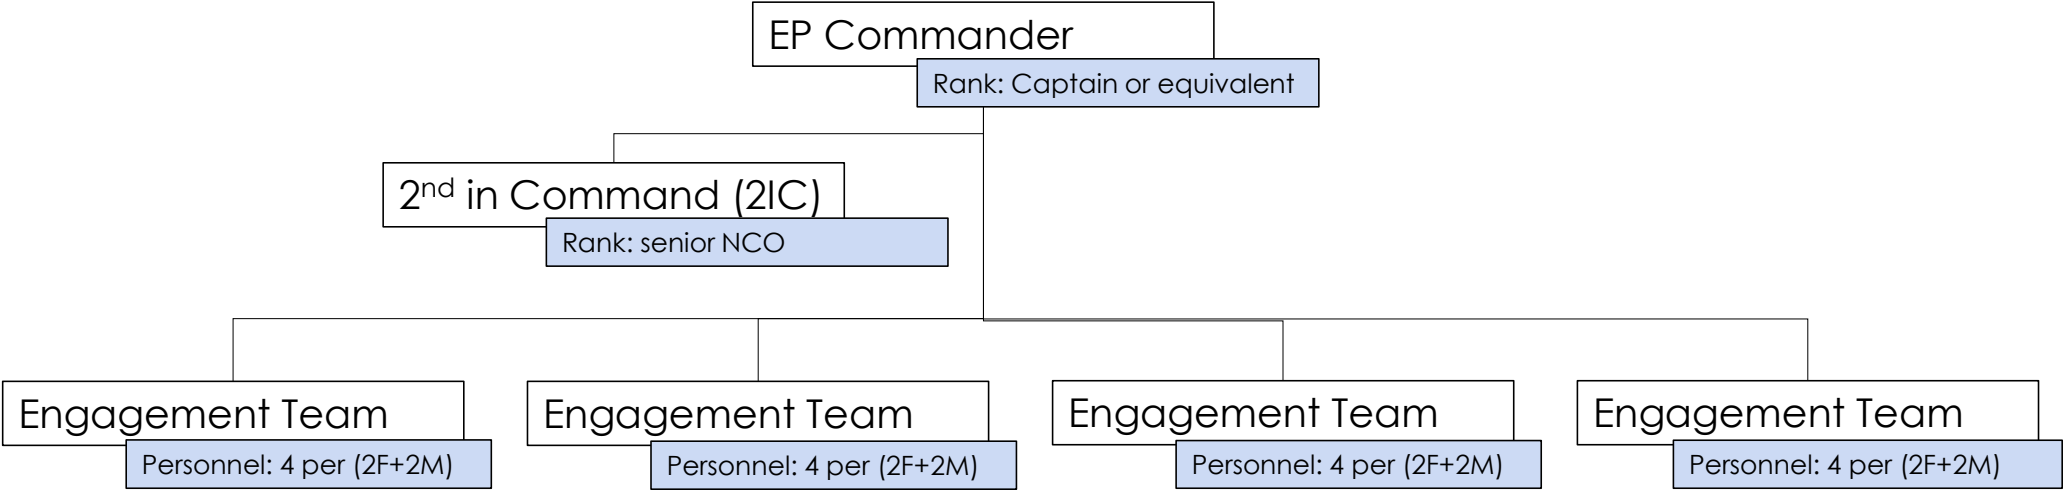 EP Commander
Rank: Captain or equivalent
2nd in Command (2IC)
Rank: senior NCO
Engagement Team
Personnel: 4 per (2F+2M)
Engagement Team
Personnel: 4 per (2F+2M)
Engagement Team
Personnel: 4 per (2F+2M)
Engagement Team
Personnel: 4 per (2F+2M)